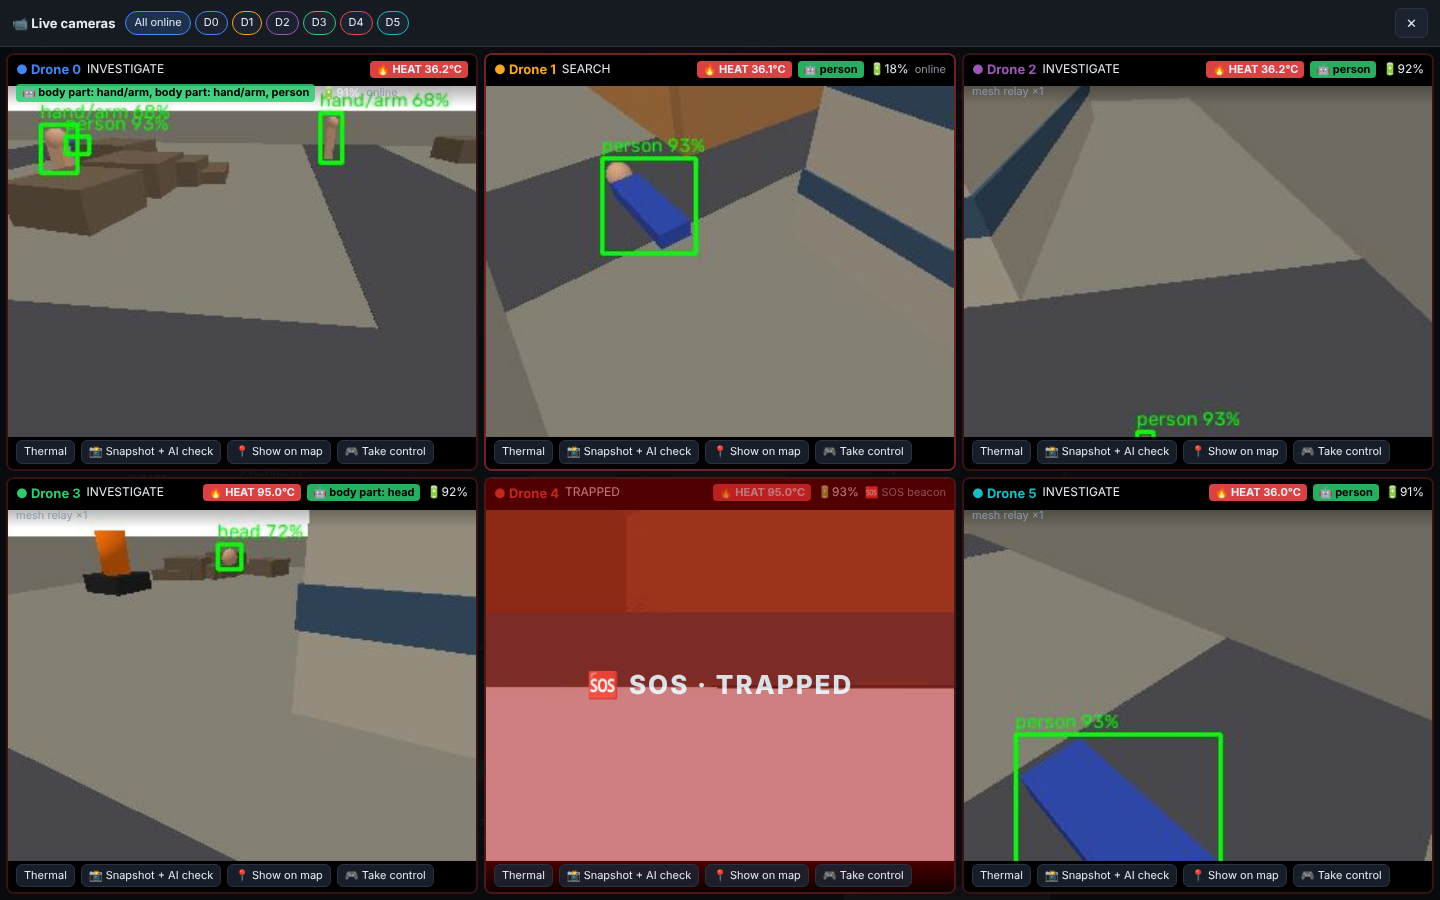 📹 Live cameras All online D0 D1 D2 D3 D4 D5 ✕
Drone 0 INVESTIGATE 🔥 HEAT 36.2°C
🤖 body part: hand/arm, body part: hand/arm, person 🔋91% online
hand/arm 68%
person 93%
hand/arm 68%
Thermal 📸 Snapshot + AI check 📍 Show on map 🎮 Take control
Drone 1 SEARCH 🔥 HEAT 36.1°C 🤖 person 🔋18% online
person 93%
Thermal 📸 Snapshot + AI check 📍 Show on map 🎮 Take control
Drone 2 INVESTIGATE 🔥 HEAT 36.2°C 🤖 person 🔋92%
mesh relay ×1
person 93%
Thermal 📸 Snapshot + AI check 📍 Show on map 🎮 Take control
Drone 3 INVESTIGATE 🔥 HEAT 95.0°C 🤖 body part: head 🔋92%
mesh relay ×1
head 72%
Thermal 📸 Snapshot + AI check 📍 Show on map 🎮 Take control
Drone 4 TRAPPED 🔥 HEAT 95.0°C 🔋93% 🆘 SOS beacon
🆘 SOS · TRAPPED
Thermal 📸 Snapshot + AI check 📍 Show on map 🎮 Take control
Drone 5 INVESTIGATE 🔥 HEAT 36.0°C 🤖 person 🔋91%
mesh relay ×1
person 93%
Thermal 📸 Snapshot + AI check 📍 Show on map 🎮 Take control